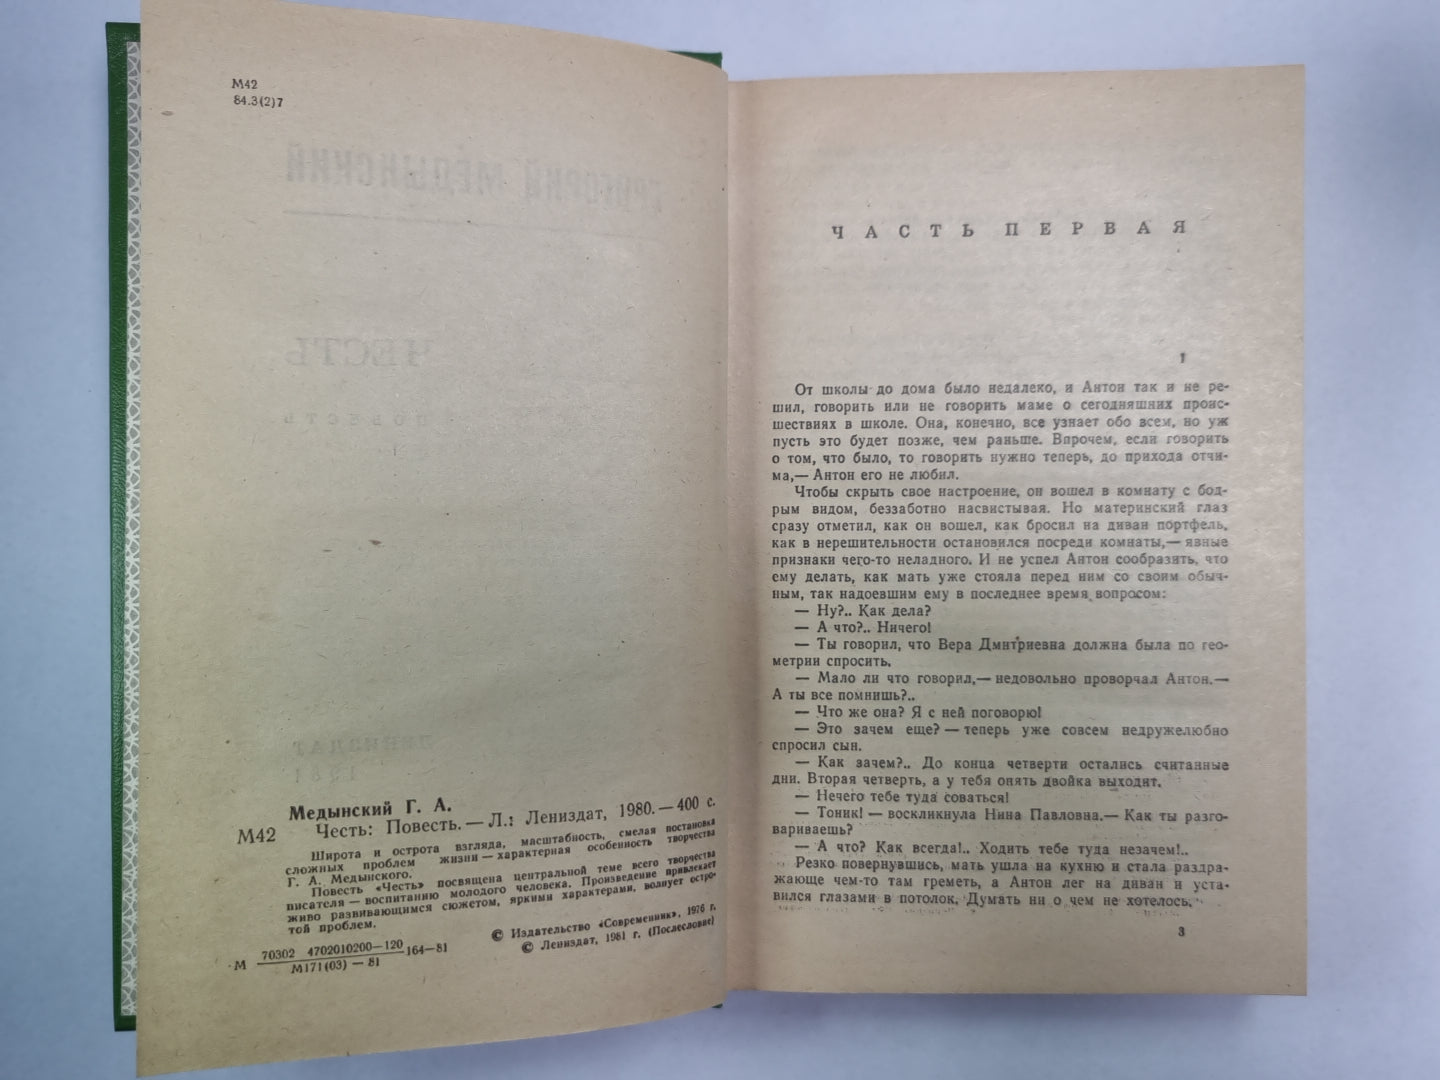 М42
84.3(2)7
ГРИГОРИЙ МЕДЫНСКИЙ
ЧЕСТЬ
ПОВЕСТЬ
ЛЕНИЗДАТ
1981
Медынский Г. А.
М42 Честь: Повесть. — Л.: Лениздат, 1980. — 400 с.
Широта и острота взгляда, масштабность, смелая постановка
сложных проблем жизни — характерная особенность творчества
Г. А. Медынского.
Повесть «Честь» посвящена центральной теме всего творчества
писателя — воспитанию молодого человека. Произведение привлекает
живо развивающимся сюжетом, яркими характерами, волнует остро-
той проблем.
М 70302 4702010200—120 164—81
М171(03) — 81
© Издательство «Современник», 1976 г.
© Лениздат, 1981 г. (Послесловие)
ЧАСТЬ ПЕРВАЯ
1
От школы до дома было недалеко, и Антон так и не ре-
шил, говорить или не говорить маме о сегодняшних проис-
шествиях в школе. Она, конечно, все узнает обо всем, но уж
пусть это будет позже, чем раньше. Впрочем, если говорить
о том, что было, то говорить нужно теперь, до прихода отчи-
ма,— Антон его не любил.
Чтобы скрыть свое настроение, он вошел в комнату с бод-
рым видом, беззаботно насвистывая. Но материнский глаз
сразу отметил, как он вошел, как бросил на диван портфель,
как в нерешительности остановился посреди комнаты,— явные
признаки чего-то неладного. И не успел Антон сообразить, что
ему делать, как мать уже стояла перед ним со своим обыч-
ным, так надоевшим ему в последнее время вопросом:
— Ну?.. Как дела?
— А что?.. Ничего!
— Ты говорил, что Вера Дмитриевна должна была по гео-
метрии спросить.
— Мало ли что говорил,— недовольно проворчал Антон.—
А ты все помнишь?..
— Что же она? Я с ней поговорю!
— Это зачем еще? — теперь уже совсем недружелюбно
спросил сын.
— Как зачем?.. До конца четверти остались считанные
дни. Вторая четверть, а у тебя опять двойка выходит.
— Нечего тебе туда соваться!
— Тоник! — воскликнула Нина Павловна.— Как ты разго-
вариваешь?
— А что? Как всегда!.. Ходить тебе туда незачем!..
Резко повернувшись, мать ушла на кухню и стала раздра-
жающе чем-то там греметь, а Антон лег на диван и уста-
вился глазами в потолок. Думать ни о чем не хотелось.
3